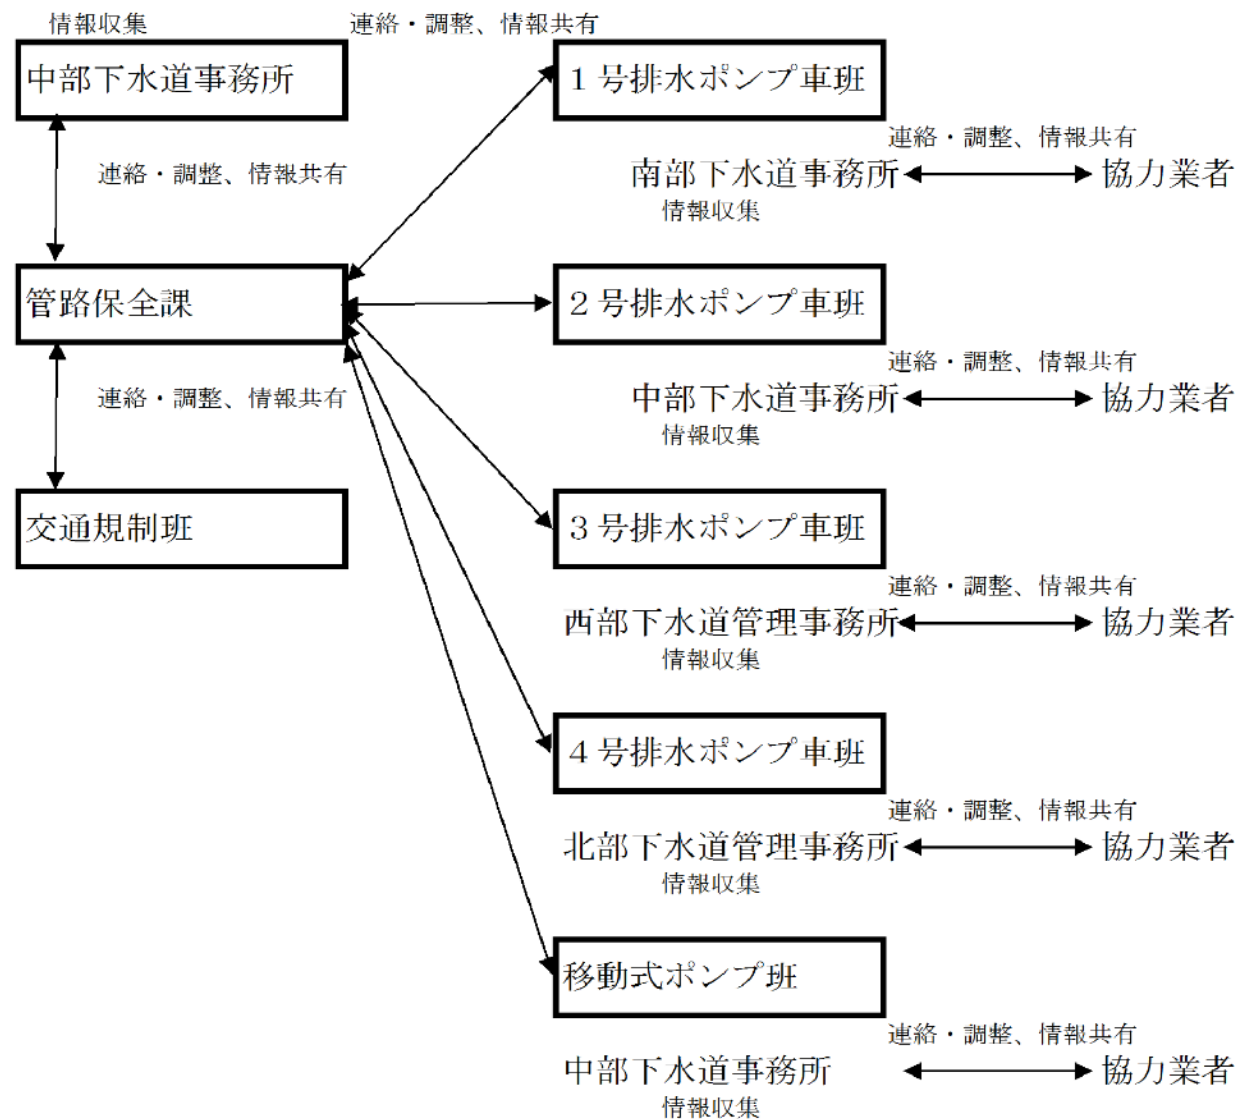 情報収集
連絡・調整、情報共有
中部下水道事務所
1号排水ポンプ車班
連絡・調整、情報共有
連絡・調整、情報共有
南部下水道事務所
協力業者
情報収集
管路保全課
2号排水ポンプ車班
連絡・調整、情報共有
連絡・調整、情報共有
中部下水道事務所
協力業者
情報収集
交通規制班
3号排水ポンプ車班
連絡・調整、情報共有
西部下水道管理事務所
協力業者
情報収集
4号排水ポンプ車班
連絡・調整、情報共有
北部下水道管理事務所
協力業者
情報収集
移動式ポンプ班
連絡・調整、情報共有
中部下水道事務所
協力業者
情報収集